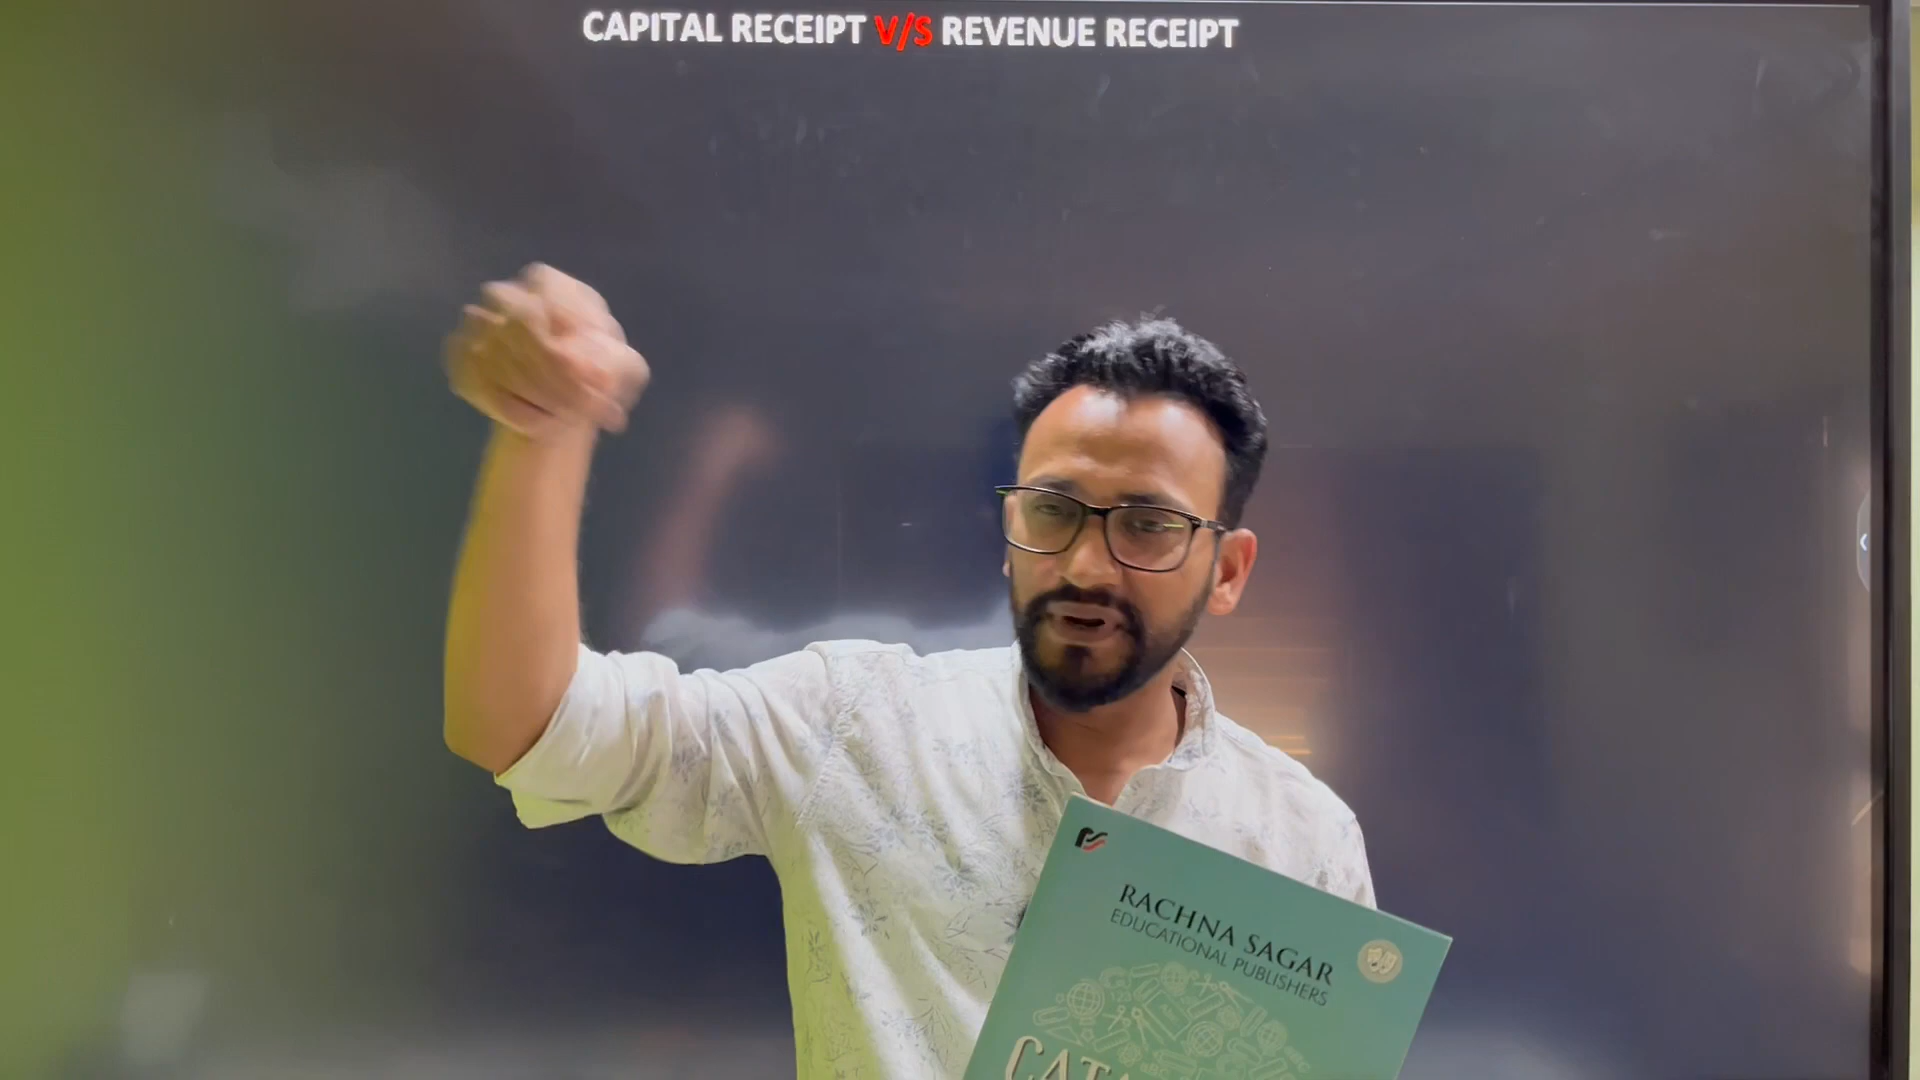 CAPITAL RECEIPT V/S REVENUE RECEIPT
RACHNA SAGAR
EDUCATIONAL PUBLISHERS